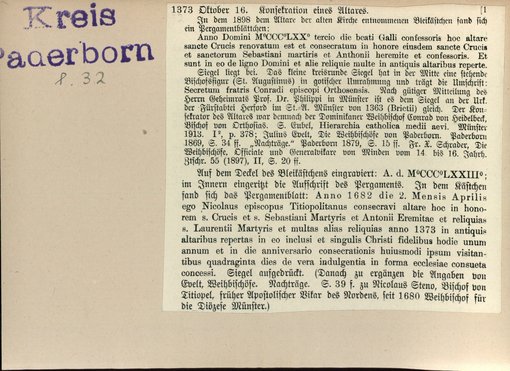 Kreis
Paderborn
S. 32
1373 Oktober 16. Konsekration eines Altares. [1
In dem 1898 dem Altare der alten Kirche entnommenen Bleikästchen fand sich
ein Pergamentblättchen:
Anno Domini MºCCCºLXXº tercio die beati Galli confessoris hoc altare
sancte Crucis renovatum est et consecratum in honore eiusdem sancte Crucis
et sanctorum Sebastiani martiris et Anthonii heremite et confessoris. Et
sunt in eo de ligno Domini et alie reliquie multe in antiquis altaribus reperte.
Siegel liegt bei. Das kleine kreisrunde Siegel hat in der Mitte eine stehende
Bischofsfigur (St. Augustinus) in gotischer Umrahmung und trägt die Umschrift:
Secretum fratris Conradi episcopi Orthosensis. Nach gütiger Mitteilung des
Herrn Geheimrats Prof. Dr. Philippi in Münster ist es dem Siegel an der Urk.
der Fürstabtei Herford im St.-A. Münster von 1363 (Brietii) gleich. Der Kon-
sekrator des Altars war demnach der Dominikaner Weihbischof Conrad von Heidelbeck,
Bischof von Orthosias. S. Eubel, Hierarchia catholica medii aevi. Münster
1913. I², p. 378; Julius Evelt, Die Weihbischöfe von Paderborn. Paderborn
1869, S. 34 ff. „Nachträge.“ Paderborn 1879, S. 15 ff. Fr. X. Schrader, Die
Weihbischöfe, Officiale und Generalvikare von Minden vom 14. bis 16. Jahrh.
Ztschr. 55 (1897), II, S. 20 ff.
Auf dem Deckel des Bleikästchens eingraviert: A. d. MºCCCºLXXIIIº;
im Innern eingeritzt die Aufschrift des Pergaments. In dem Kästchen
fand sich das Pergamentblatt: Anno 1682 die 2. Mensis Aprilis
ego Nicolaus episcopus Titiopolitanus consecravi altare hoc in hono-
rem s. Crucis et s. Sebastiani Martyris et Antonii Eremitae et reliquias
s. Laurentii Martyris et multas alias reliquias anno 1373 in antiquis
altaribus repertas in eo inclusi et singulis Christi fidelibus hodie unum
annum et in die anniversario consecrationis huiusmodi ipsum visitan-
tibus quadraginta dies de vera indulgentia in forma ecclesiae consueta
concessi. Siegel aufgedrückt. (Danach zu ergänzen die Angaben von
Evelt, Weihbischöfe. Nachträge. S. 39 f. zu Nicolaus Steno, Bischof von
Titiopel, früher Apostolischer Vikar des Nordens, seit 1680 Weihbischof für
die Diözese Münster.)